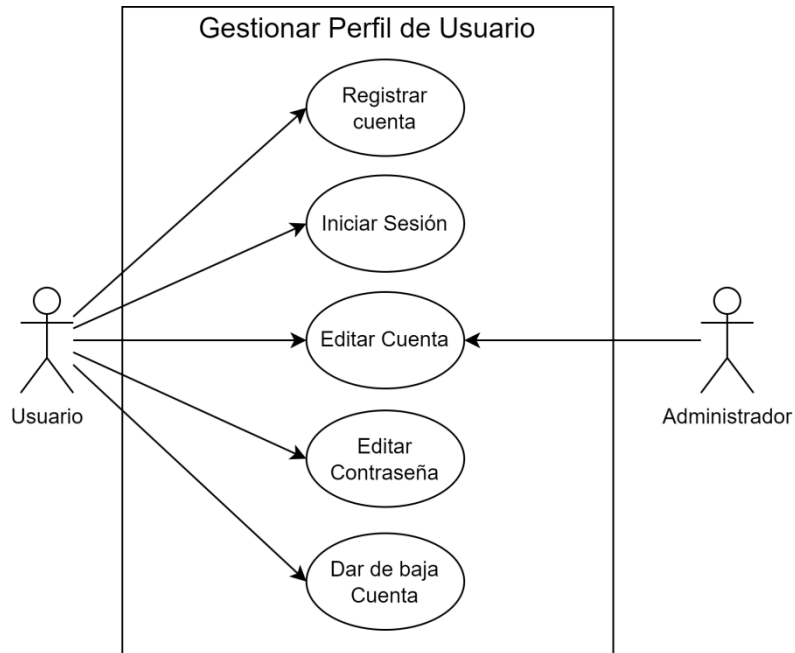 Gestionar Perfil de Usuario
Registrar
cuenta
Iniciar Sesión
Editar Cuenta
Usuario
Administrador
Editar
Contraseña
Dar de baja
Cuenta